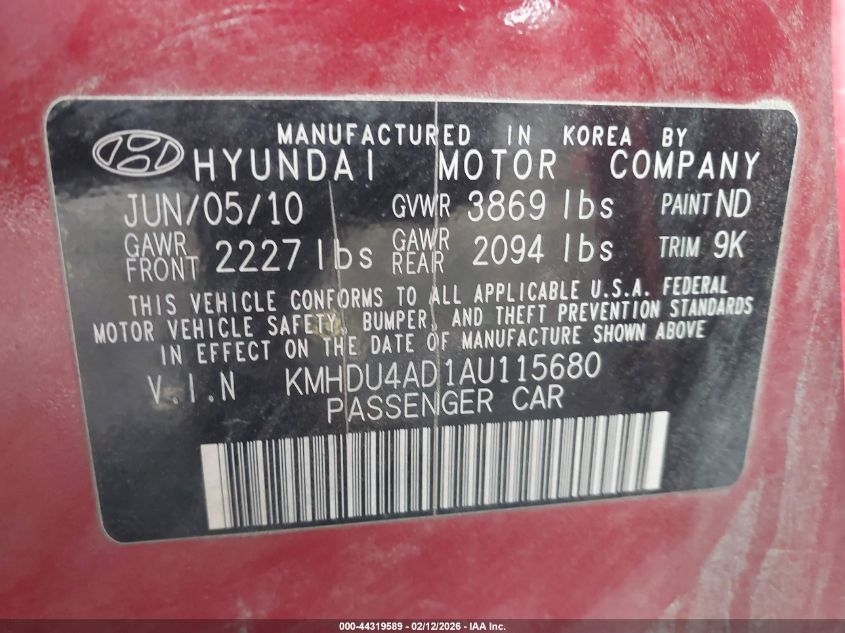 MANUFACTURED IN KOREA BY
HYUNDAI MOTOR COMPANY
JUN/05/10 GVWR 3869 lbs PAINT ND
GAWR FRONT 2227 lbs GAWR REAR 2094 lbs TRIM 9K
THIS VEHICLE CONFORMS TO ALL APPLICABLE U.S.A. FEDERAL
MOTOR VEHICLE SAFETY, BUMPER, AND THEFT PREVENTION STANDARDS
IN EFFECT ON THE DATE OF MANUFACTURE SHOWN ABOVE
V.I.N KMHDU4AD1AU115680
PASSENGER CAR
000-44319589 - 02/12/2026 - IAA Inc.